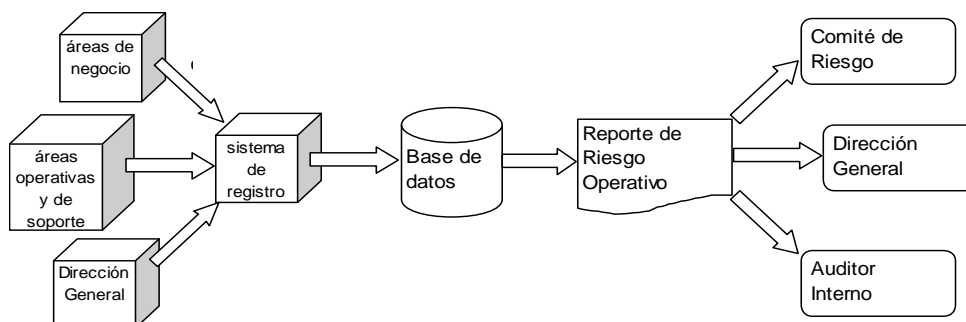 áreas de
negocio
áreas
operativas
y de
soporte
Dirección
General
sistema
de
registro
Base de
datos
Reporte de
Riesgo
Operativo
Comité de
Riesgo
Dirección
General
Auditor
Interno